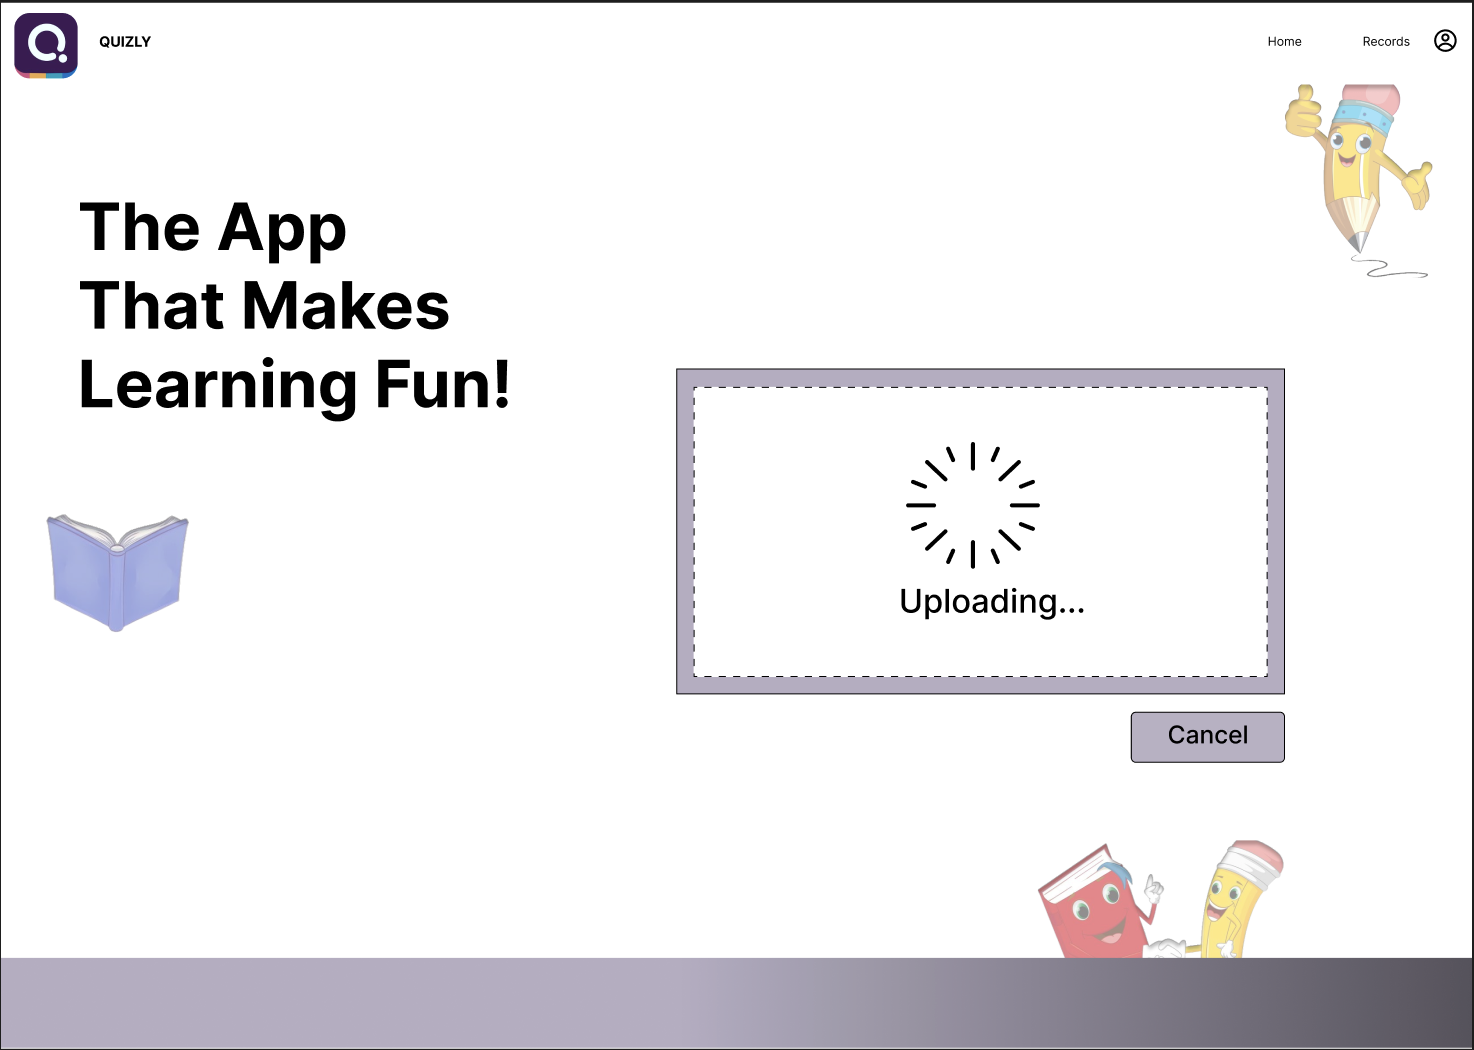 QUIZLY
Home
Records
The App
That Makes
Learning Fun!
Uploading...
Cancel